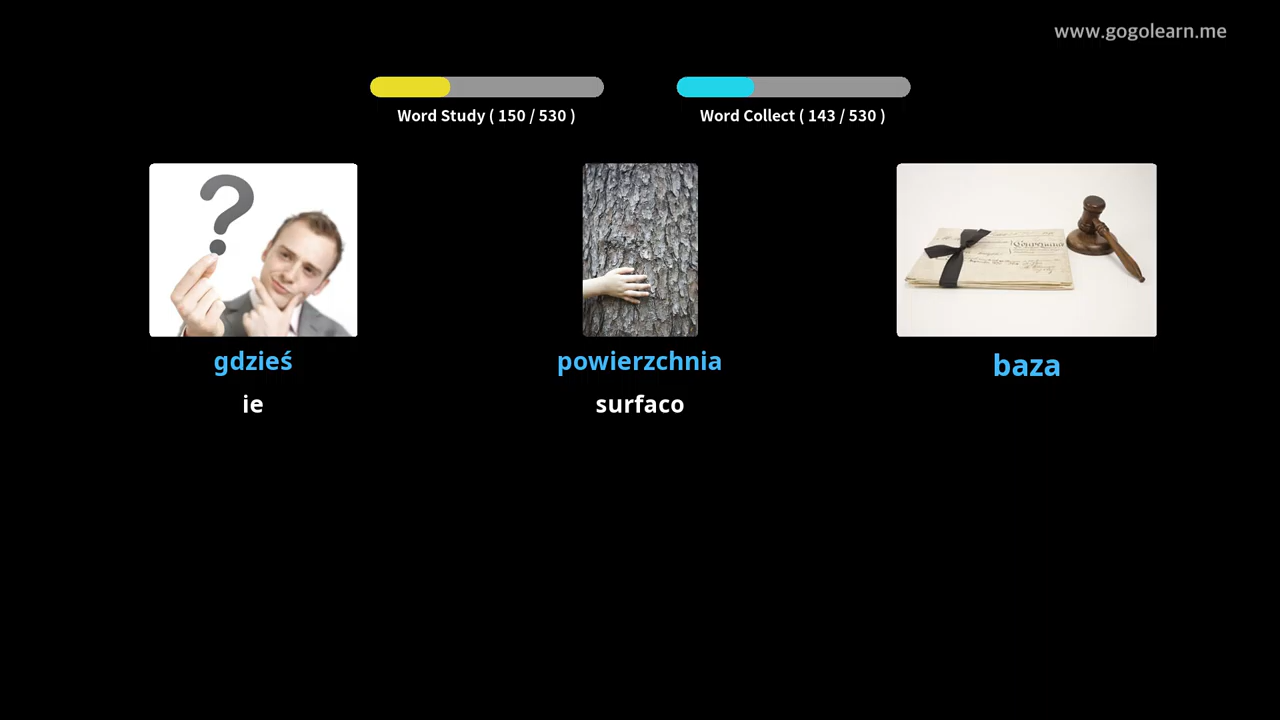 www.gogolearn.me
Word Study ( 150 / 530 )
Word Collect ( 143 / 530 )
gdzieś
powierzchnia
baza
ie
surfaco